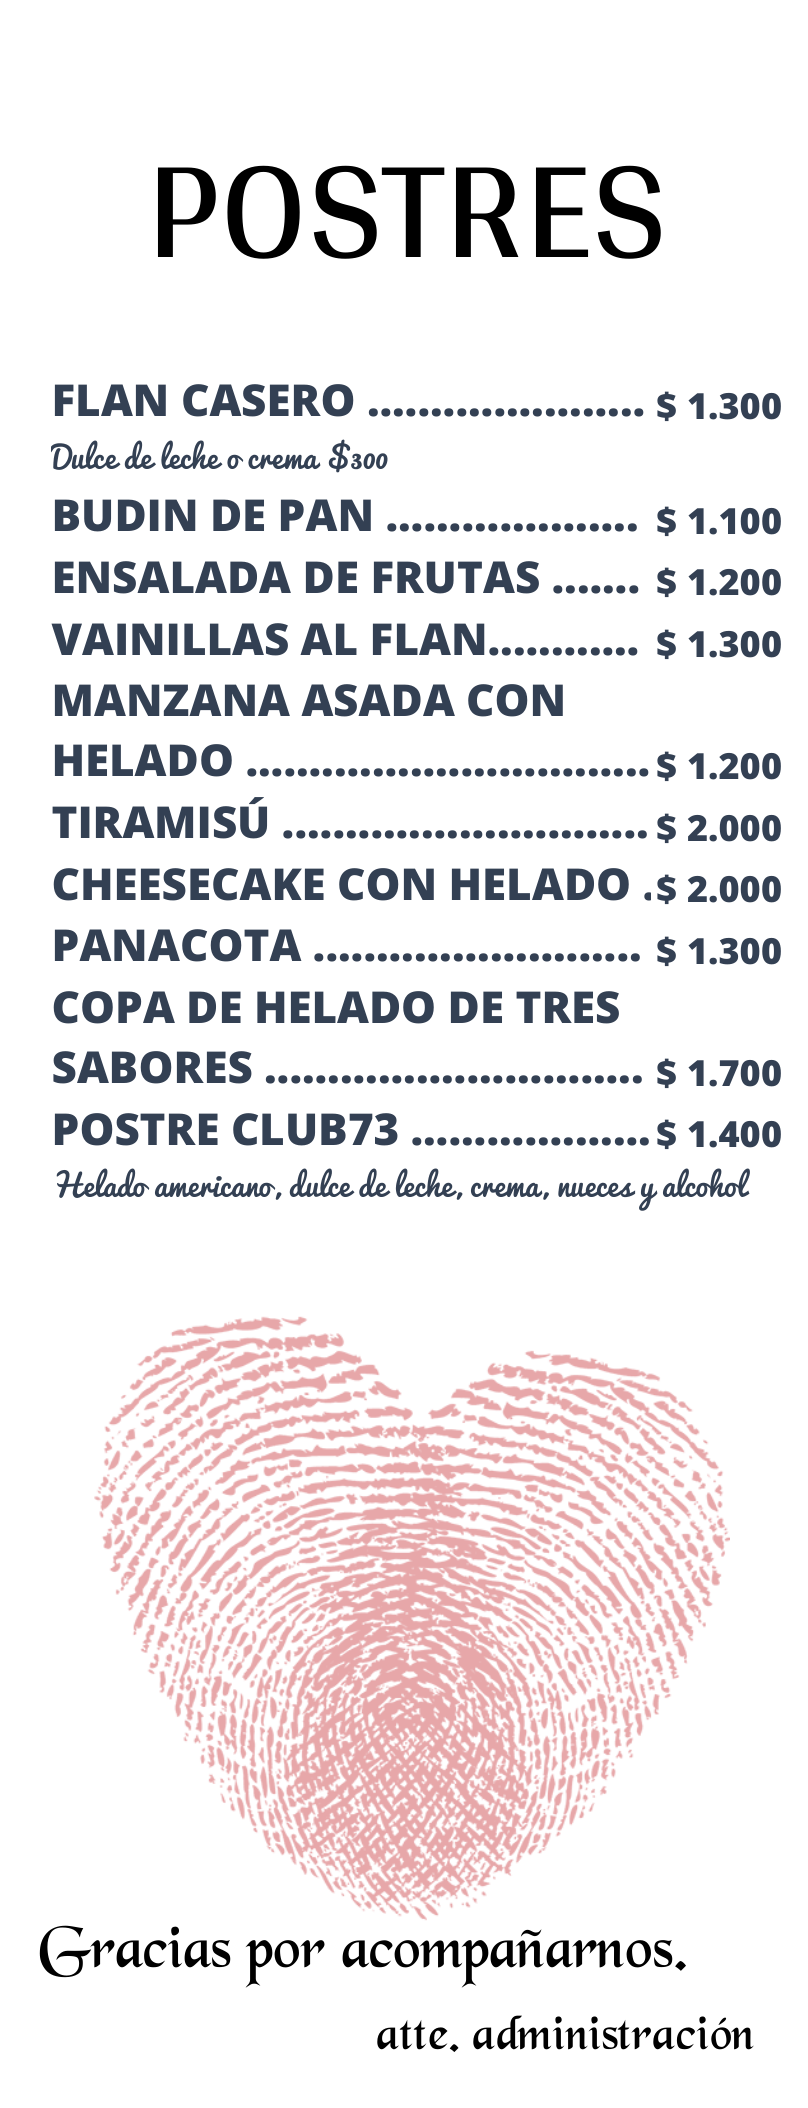 POSTRES
FLAN CASERO ...................... $ 1.300
Dulce de leche o crema $300
BUDIN DE PAN .................... $ 1.100
ENSALADA DE FRUTAS ....... $ 1.200
VAINILLAS AL FLAN............ $ 1.300
MANZANA ASADA CON
HELADO ................................ $ 1.200
TIRAMISÚ ............................. $ 2.000
CHEESECAKE CON HELADO . $ 2.000
PANACOTA .......................... $ 1.300
COPA DE HELADO DE TRES
SABORES .............................. $ 1.700
POSTRE CLUB73 ................... $ 1.400
Helado americano, dulce de leche, crema, nueces y alcohol
Gracias por acompañarnos.
atte. administración